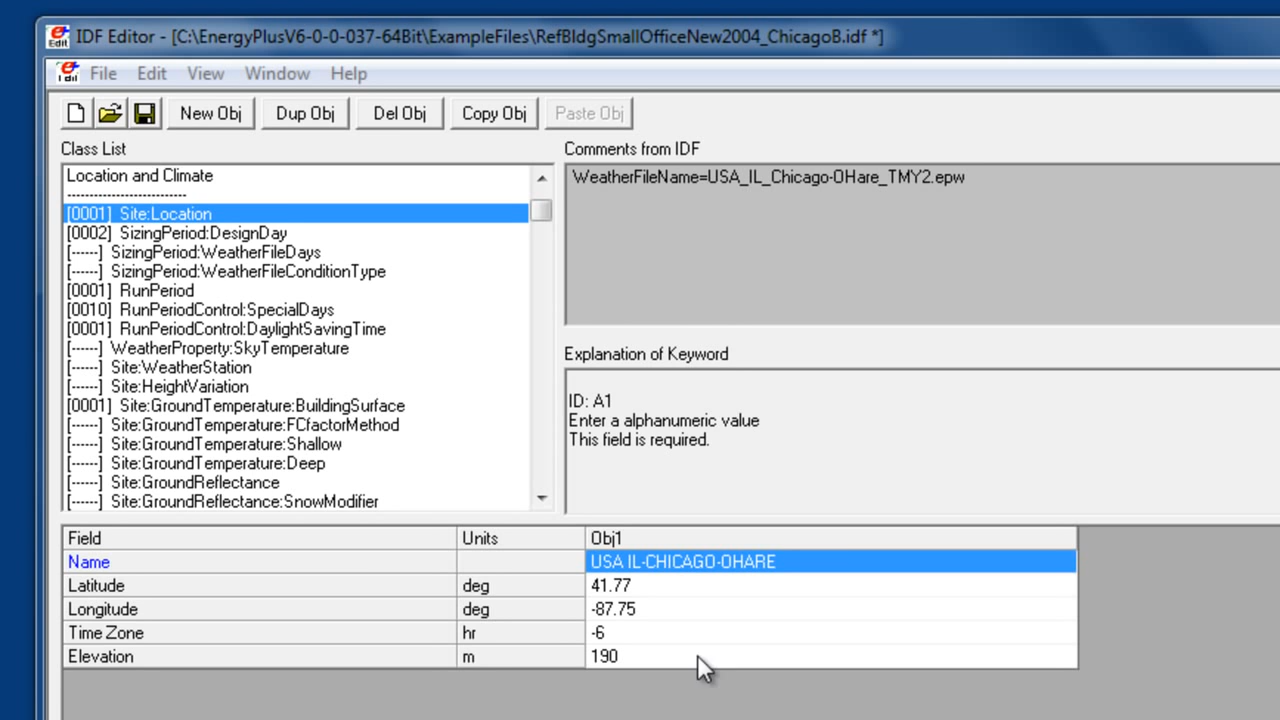 IDF Editor - [C:\EnergyPlusV6-0-0-037-64Bit\ExampleFiles\RefBldgSmallOfficeNew2004_ChicagoB.idf *]
File Edit View Window Help
New Obj Dup Obj Del Obj Copy Obj Paste Obj
Class List
Location and Climate
-------------------------
[0001] Site:Location
[0002] SizingPeriod:DesignDay
[------] SizingPeriod:WeatherFileDays
[------] SizingPeriod:WeatherFileConditionType
[0001] RunPeriod
[0010] RunPeriodControl:SpecialDays
[0001] RunPeriodControl:DaylightSavingTime
[------] WeatherProperty:SkyTemperature
[------] Site:WeatherStation
[------] Site:HeightVariation
[0001] Site:GroundTemperature:BuildingSurface
[------] Site:GroundTemperature:FCfactorMethod
[------] Site:GroundTemperature:Shallow
[------] Site:GroundTemperature:Deep
[------] Site:GroundReflectance
[------] Site:GroundReflectance:SnowModifier
Comments from IDF
WeatherFileName=USA_IL_Chicago-OHare_TMY2.epw
Explanation of Keyword
ID: A1
Enter a alphanumeric value
This field is required.
Field Units Obj1
Name USA IL-CHICAGO-OHARE
Latitude deg 41.77
Longitude deg -87.75
Time Zone hr -6
Elevation m 190